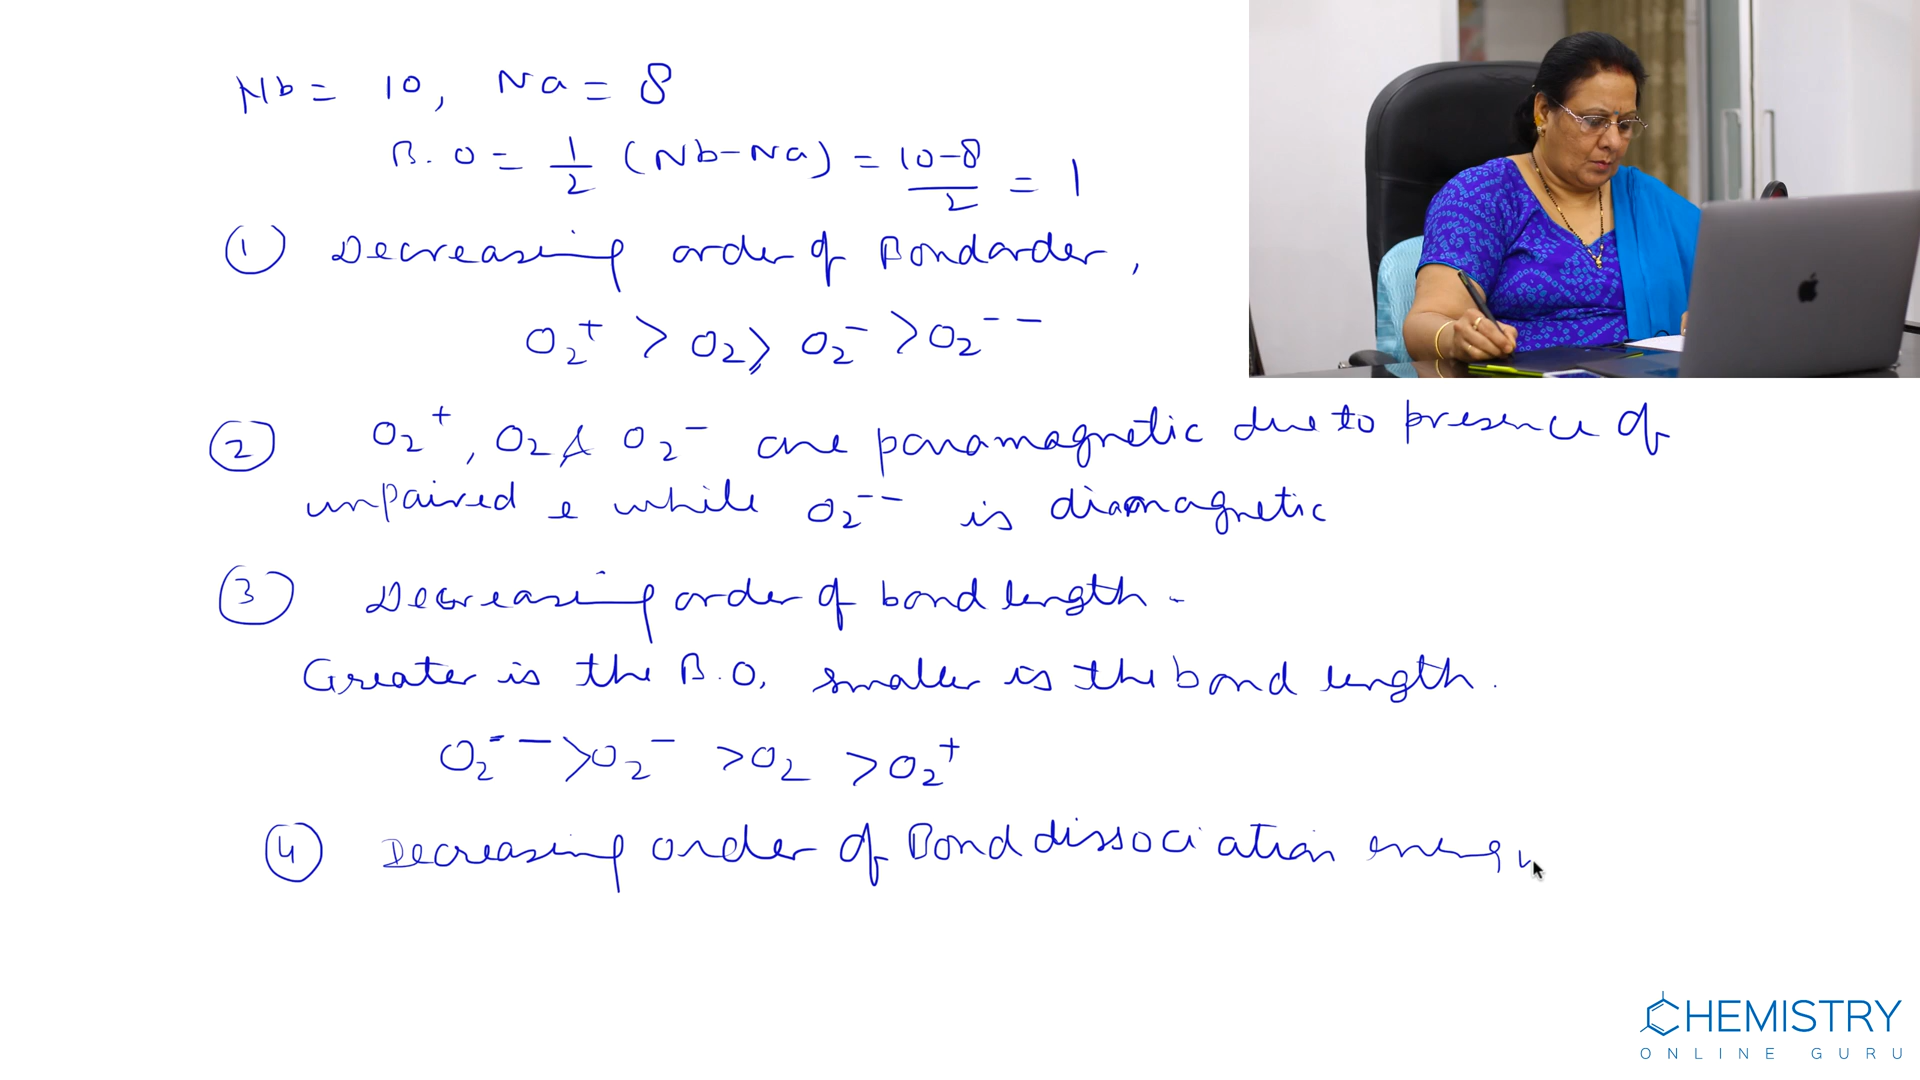 Nb = 10, Na = 8
B.O = 1/2 (Nb-Na) = 10-8/2 = 1
① Decreasing order of Bondorder,
O₂⁺ > O₂ > O₂⁻ > O₂⁻⁻
② O₂⁺, O₂ & O₂⁻ are paramagnetic due to presence of
unpaired e while O₂⁻⁻ is diamagnetic
③ Decreasing order of bond length -
Greater is the B.O, smaller is the bond length.
O₂⁻⁻ > O₂⁻ > O₂ > O₂⁺
④ Decreasing order of Bond dissociation energy
CHEMISTRY
ONLINE GURU